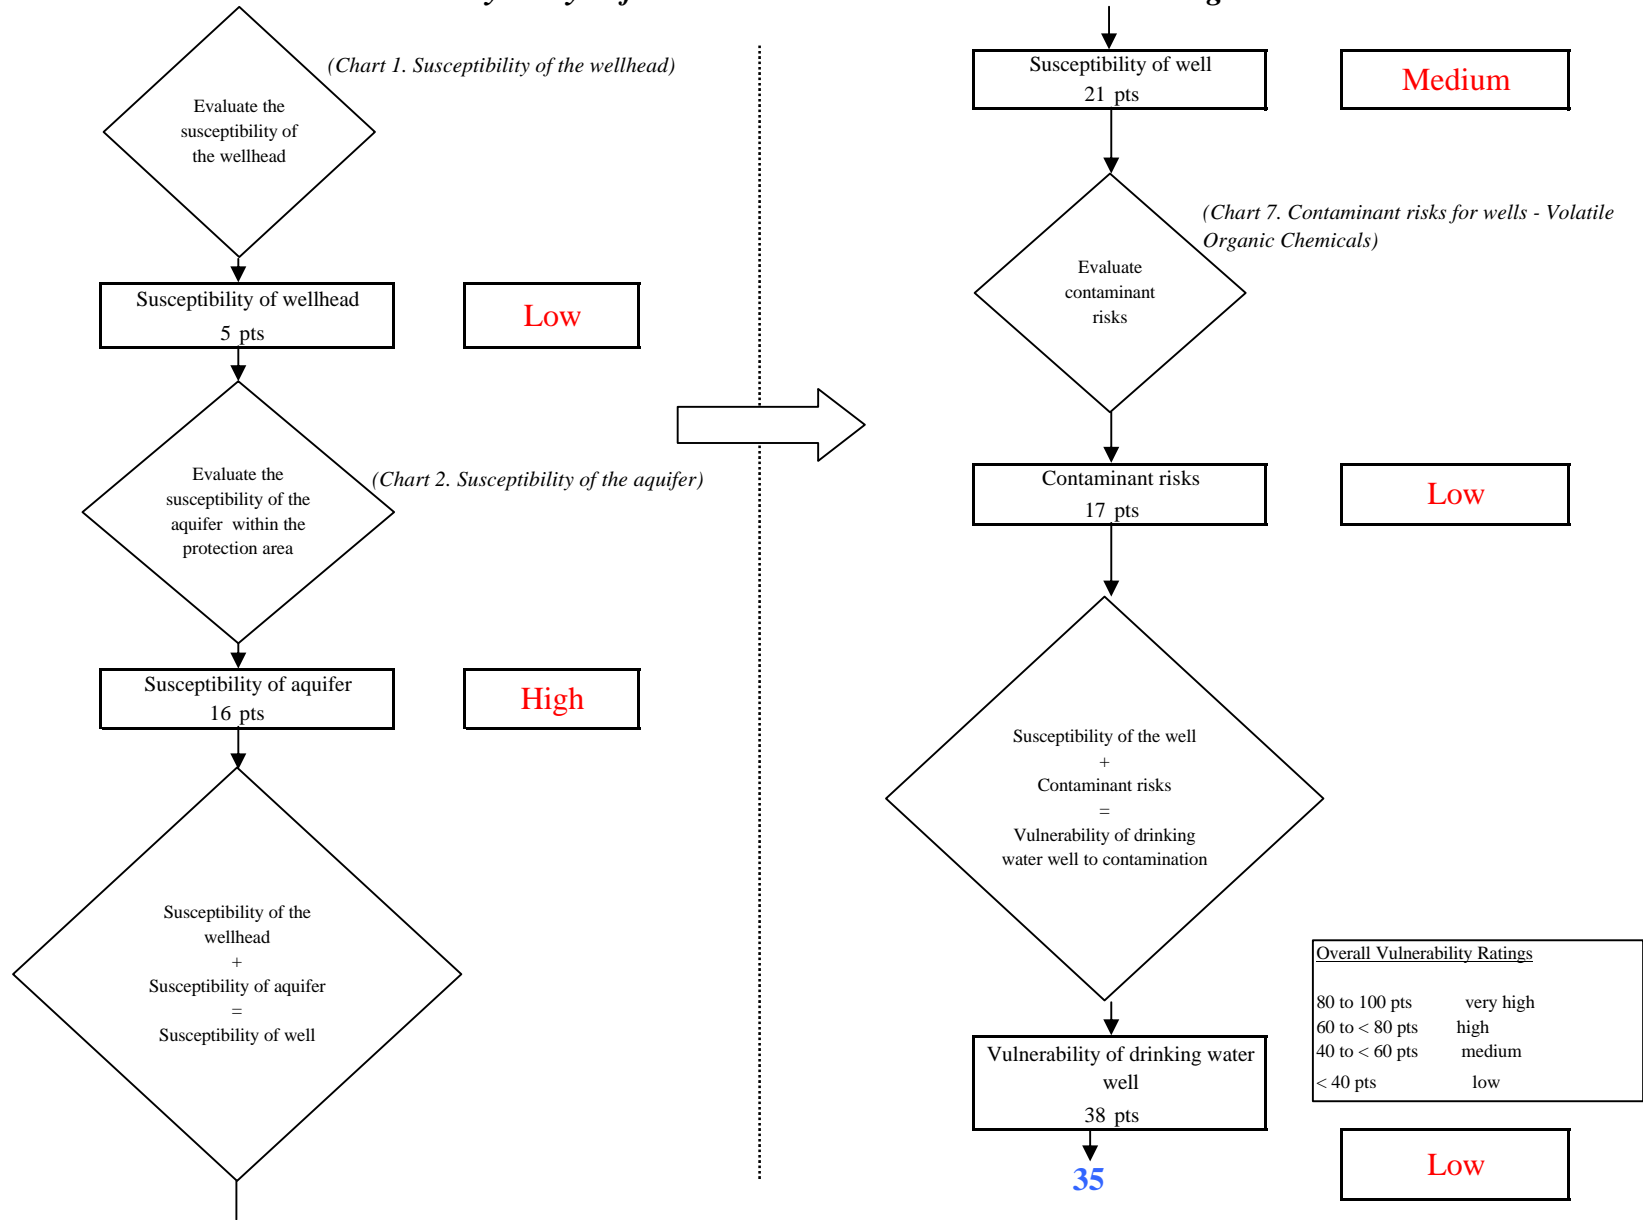 (Chart 1. Susceptibility of the wellhead)
Evaluate the
susceptibility of
the wellhead
Susceptibility of wellhead
5 pts
Low
Evaluate the
susceptibility of the
aquifer within the
protection area
(Chart 2. Susceptibility of the aquifer)
Susceptibility of aquifer
16 pts
High
Susceptibility of the
wellhead
+
Susceptibility of aquifer
=
Susceptibility of well
Susceptibility of well
21 pts
Medium
(Chart 7. Contaminant risks for wells - Volatile
Organic Chemicals)
Evaluate
contaminant
risks
Contaminant risks
17 pts
Low
Susceptibility of the well
+
Contaminant risks
=
Vulnerability of drinking
water well to contamination
Overall Vulnerability Ratings
80 to 100 pts very high
60 to < 80 pts high
40 to < 60 pts medium
< 40 pts low
Vulnerability of drinking water
well
38 pts
35
Low